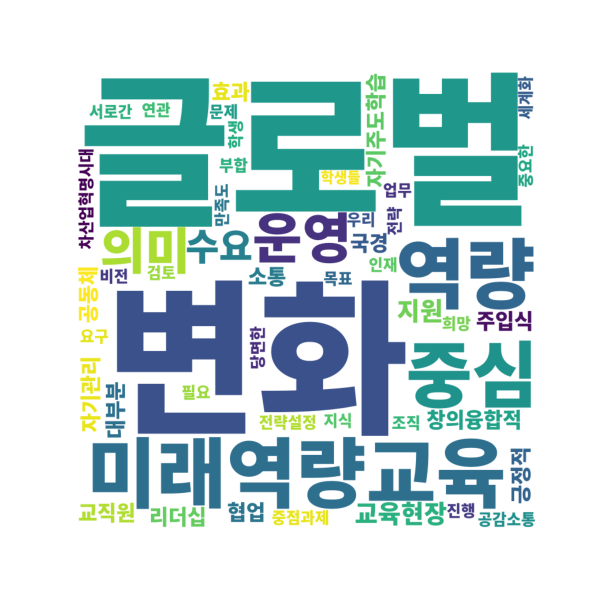 글로벌
효과
서로간
연관
문제
학생
부합
학생들
만족도
자기주도학습
업무
세계화
중요한
차산업혁명시대
의미
수요
운영
우리
전략
국경
인재
역량
공동체
비전
검토
소통
목표
변화
당면한
지원
희망
주입식
요구
자기관리
대부분
필요
중심
전략설정
지식
조직
창의융합적
미래역량교육
긍정적
교직원
리더십
협업
중점과제
교육현장
진행
공감소통